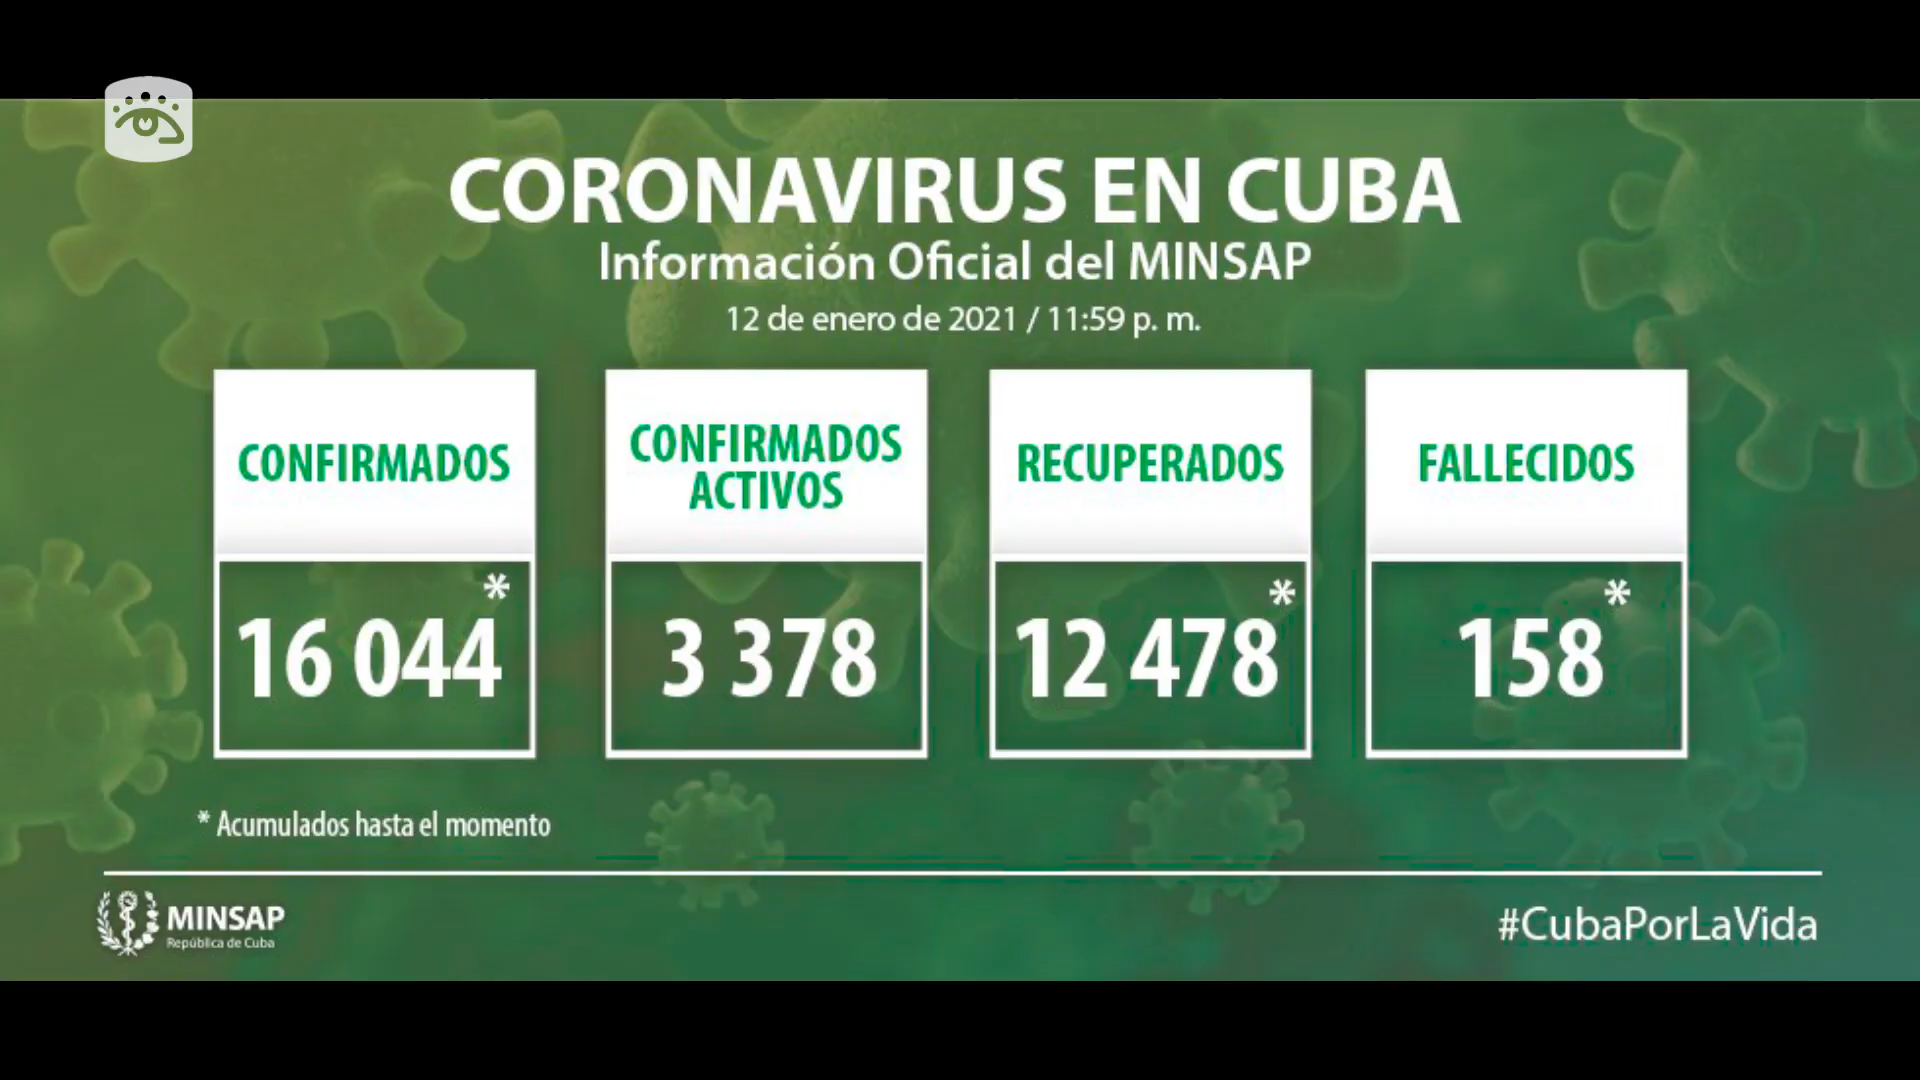 CORONAVIRUS EN CUBA
Información Oficial del MINSAP
12 de enero de 2021 / 11:59 p. m.
CONFIRMADOS
16 044*
CONFIRMADOS
ACTIVOS
3 378
RECUPERADOS
12 478*
FALLECIDOS
158*
* Acumulados hasta el momento
MINSAP
República de Cuba
#CubaPorLaVida